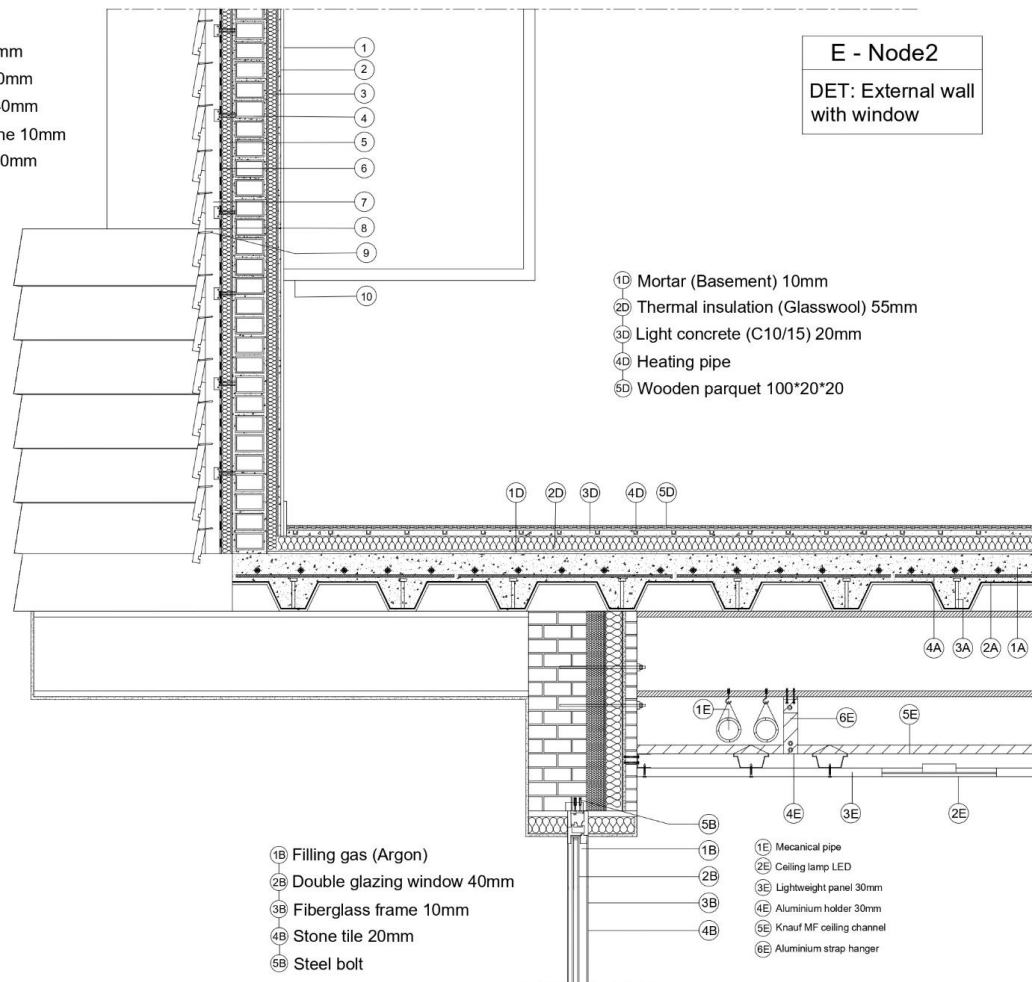 mm
0mm
40mm
ne 10mm
0mm
E - Node2
DET: External wall
with window
1
2
3
4
5
6
7
8
9
10
1D Mortar (Basement) 10mm
2D Thermal insulation (Glasswool) 55mm
3D Light concrete (C10/15) 20mm
4D Heating pipe
5D Wooden parquet 100*20*20
1D 2D 3D 4D 5D
4A 3A 2A 1A
1E
6E
5E
4E 3E 2E
5B
1B
2B
3B
4B
1B Filling gas (Argon)
2B Double glazing window 40mm
3B Fiberglass frame 10mm
4B Stone tile 20mm
5B Steel bolt
1E Mecanical pipe
2E Ceiling lamp LED
3E Lightweight panel 30mm
4E Aluminium holder 30mm
5E Knauf MF ceiling channel
6E Aluminium strap hanger